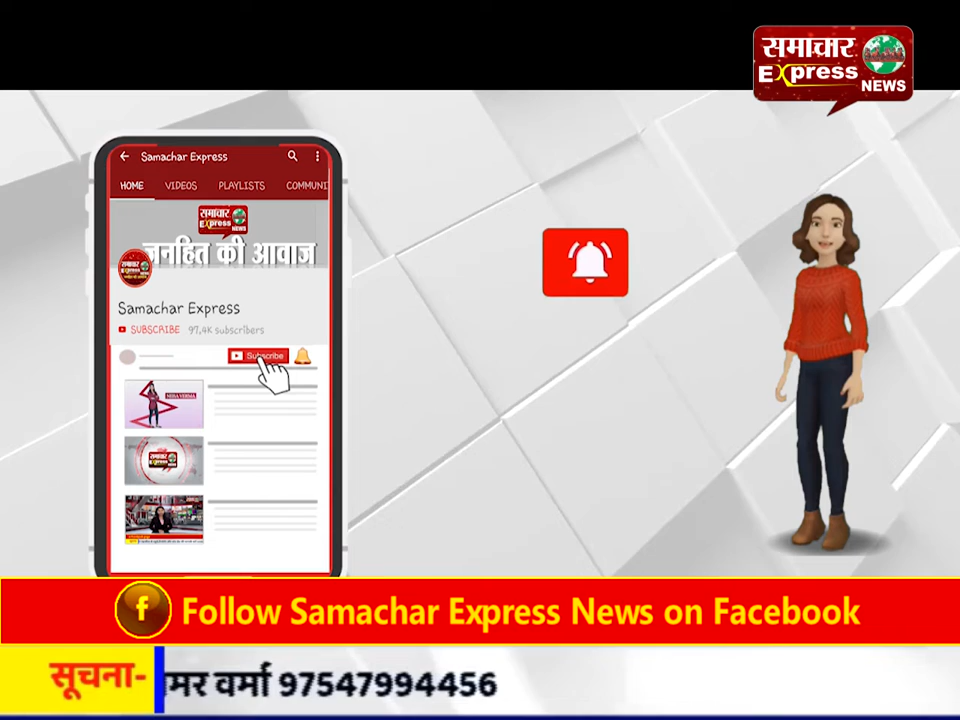 समाचार
Express
NEWS
Samachar Express
HOME VIDEOS PLAYLISTS COMMUNI
समाचार
Express
NEWS
जनहित की आवाज
Samachar Express
SUBSCRIBE 97.4K subscribers
Subscribe
f Follow Samachar Express News on Facebook
सूचना- मर वर्मा 97547994456